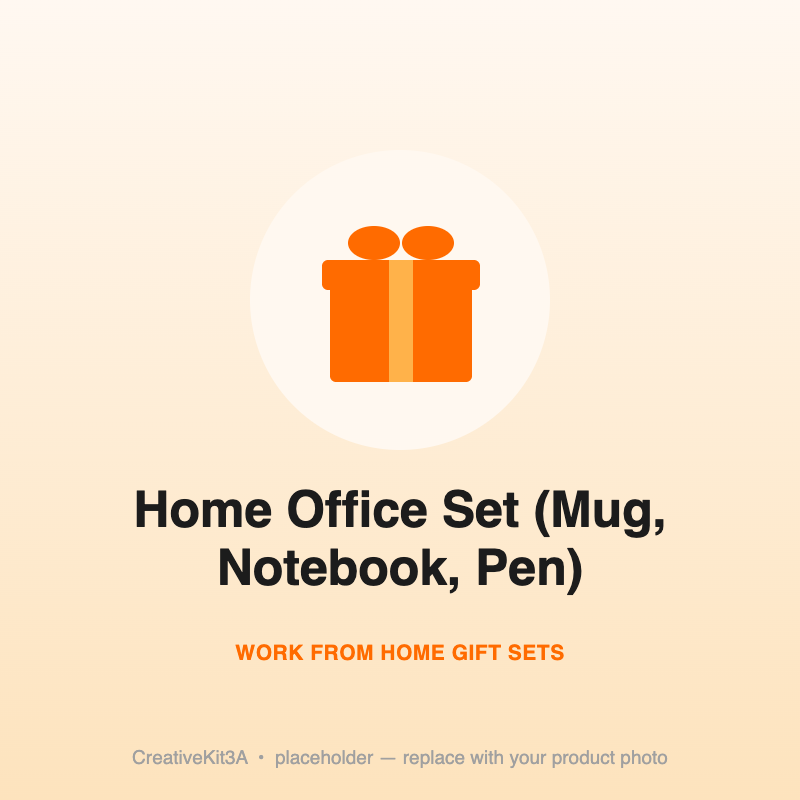 Home Office Set (Mug,
Notebook, Pen)
WORK FROM HOME GIFT SETS
CreativeKit3A • placeholder — replace with your product photo